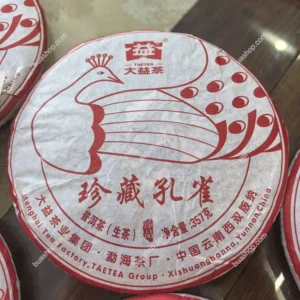 益
TAETEA
大益茶
珍藏孔雀
普洱茶(生茶) 净含量:357克
大益茶业集团·勐海茶厂·中国云南西双版纳
Menghai Tea Factory, TAETEA Group·Xishuangbanna, Yunnan, China